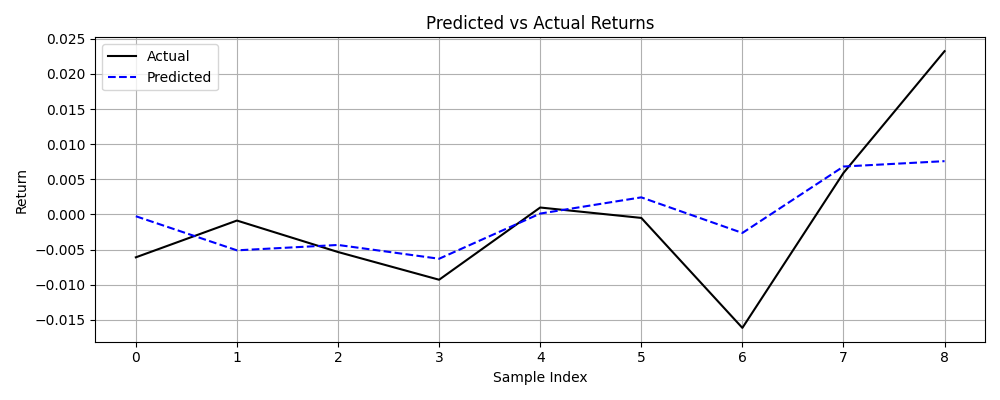 Predicted vs Actual Returns
Actual
Predicted
0.025
0.020
0.015
0.010
0.005
0.000
−0.005
−0.010
−0.015
Return
0 1 2 3 4 5 6 7 8
Sample Index